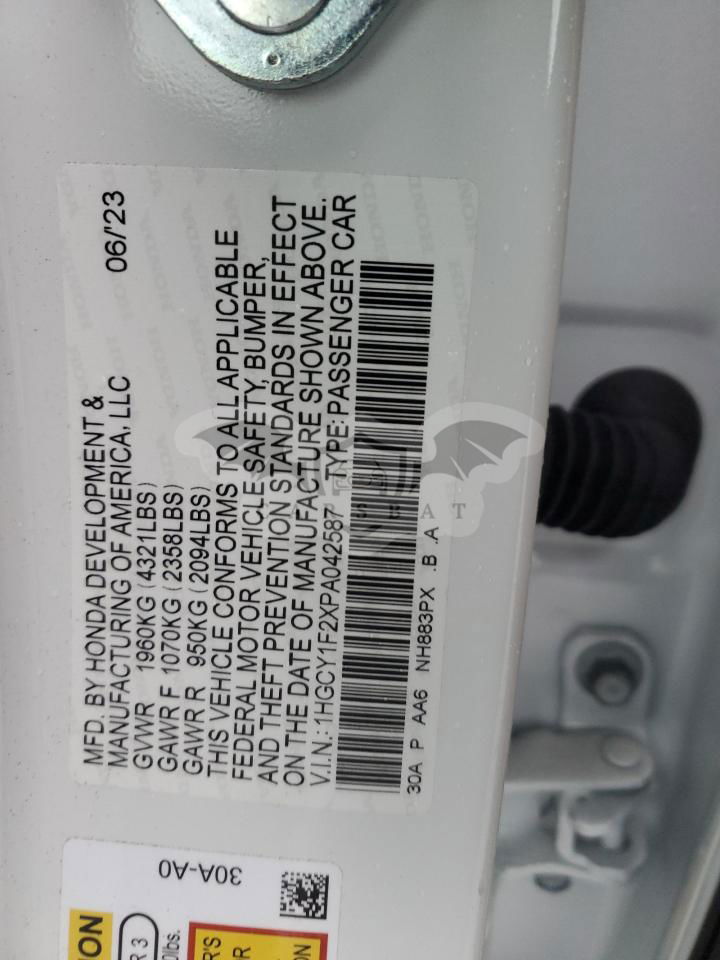 MFD. BY HONDA DEVELOPMENT &
MANUFACTURING OF AMERICA, LLC 06/'23
GVWR 1960KG (4321LBS)
GAWR F 1070KG (2358LBS)
GAWR R 950KG (2094LBS)
THIS VEHICLE CONFORMS TO ALL APPLICABLE
FEDERAL MOTOR VEHICLE SAFETY, BUMPER,
AND THEFT PREVENTION STANDARDS IN EFFECT
ON THE DATE OF MANUFACTURE SHOWN ABOVE.
V.I.N.: 1HGCY1F2XPA042587 TYPE: PASSENGER CAR
30A P AA6 NH883PX .B .A
30A-A0